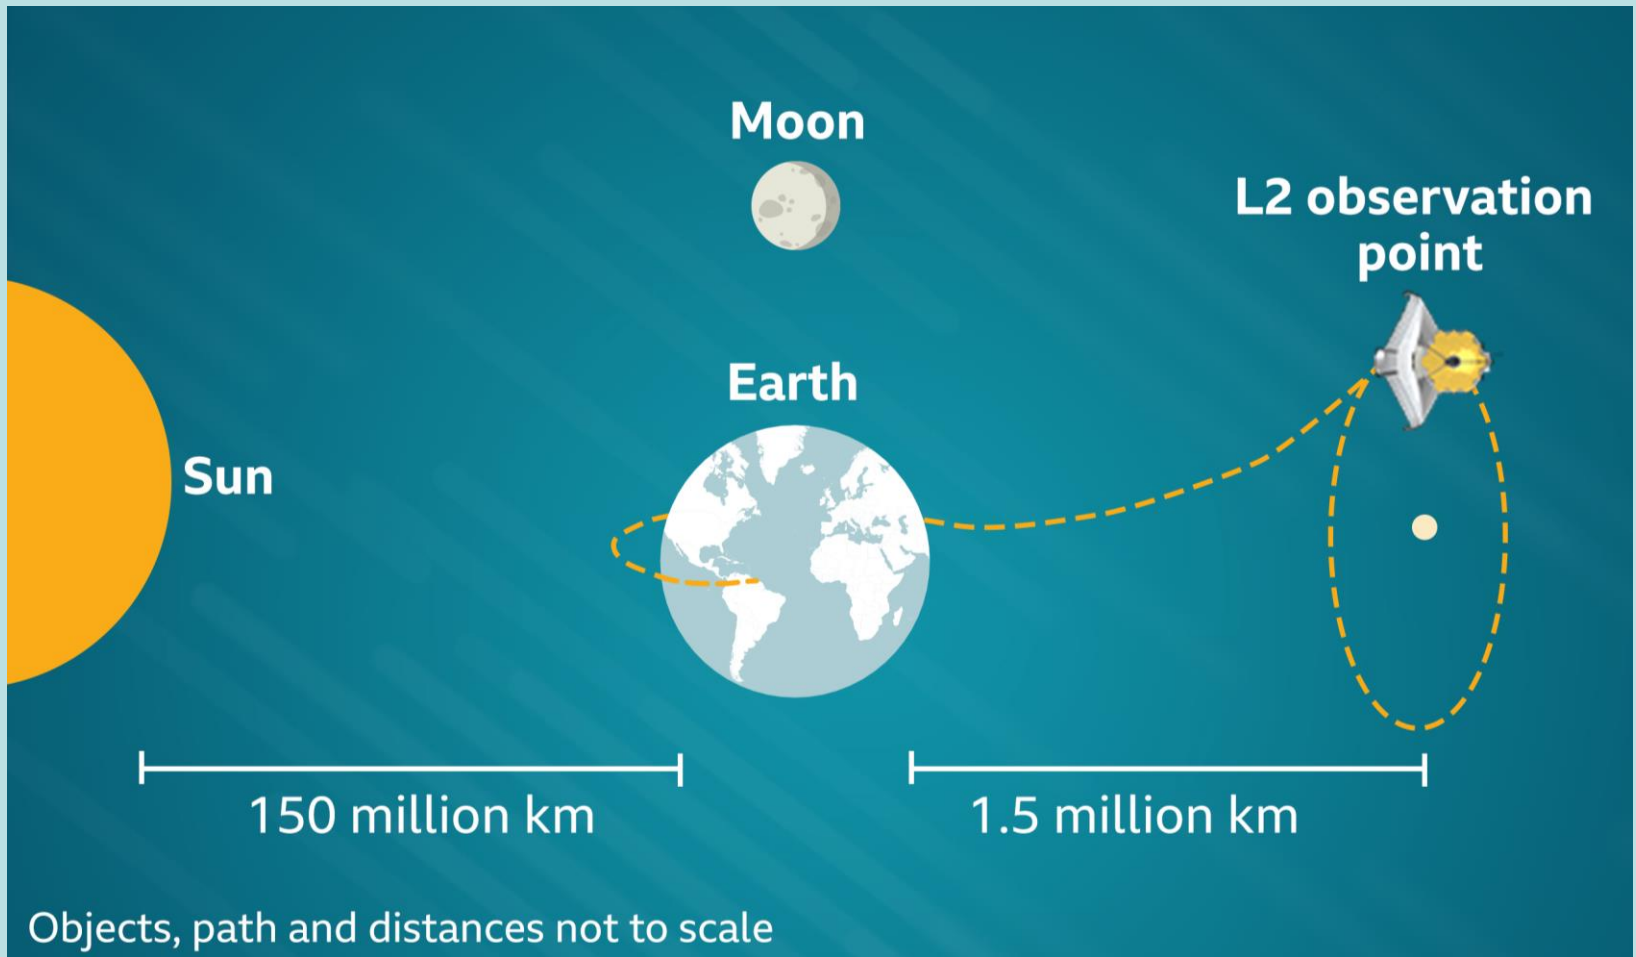 Moon
L2 observation
point
Earth
Sun
150 million km
1.5 million km
Objects, path and distances not to scale